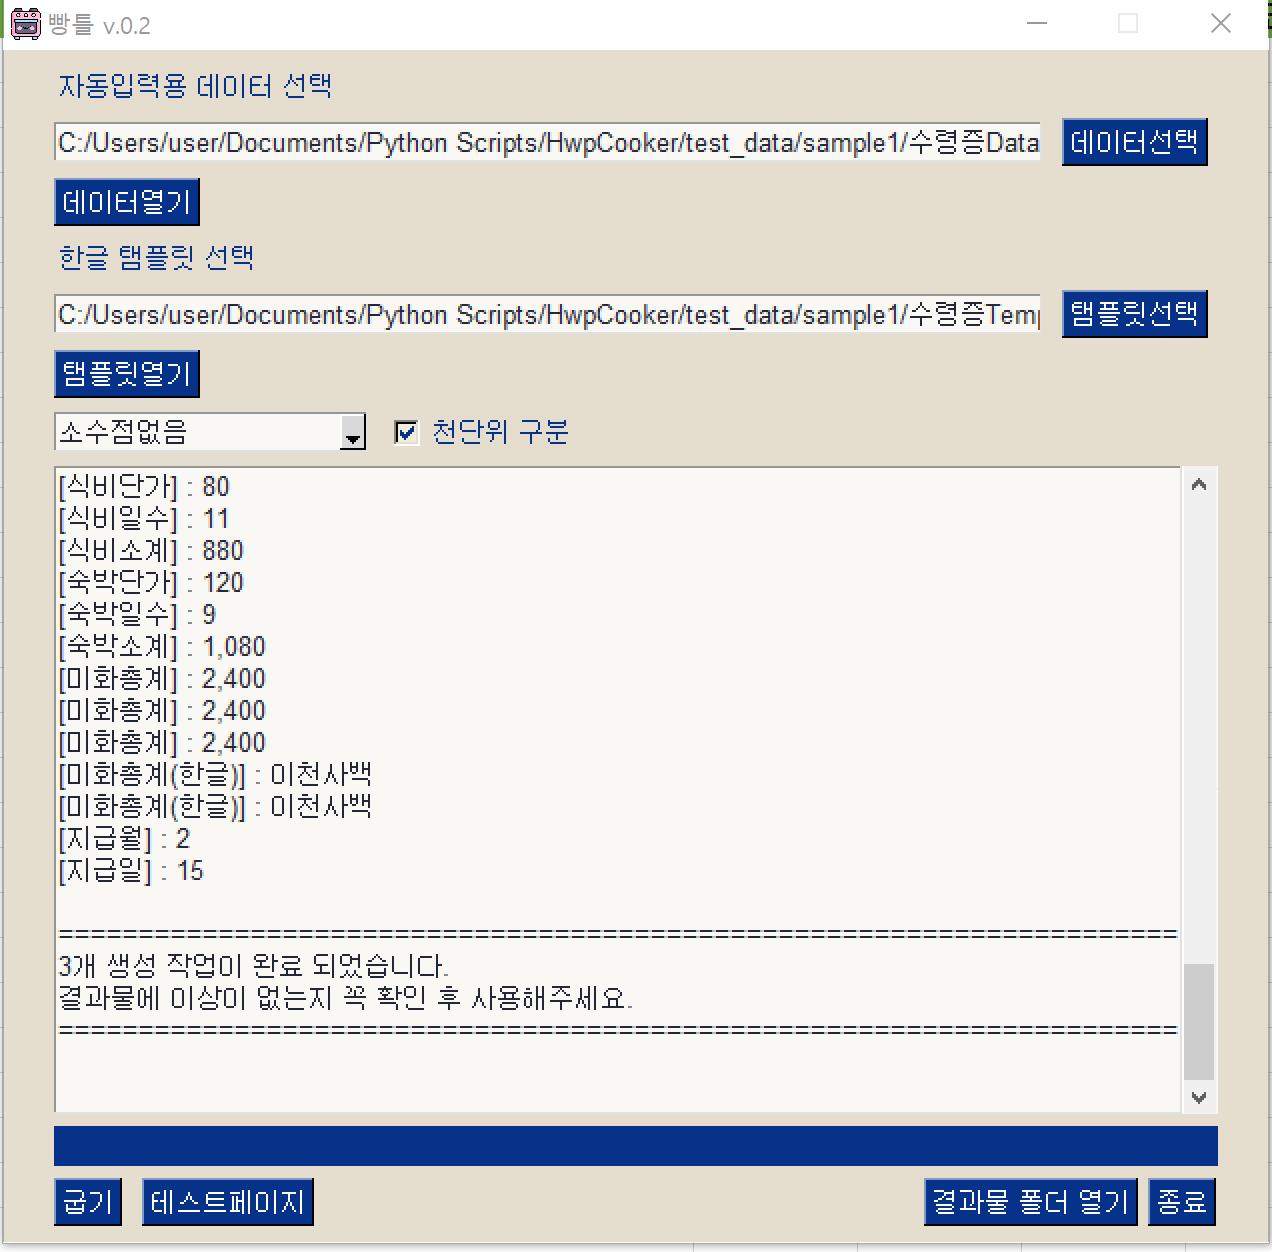 빵틀 v.0.2
자동입력용 데이터 선택
C:/Users/user/Documents/Python Scripts/HwpCooker/test_data/sample1/수령증Data
데이터선택
데이터열기
한글 탬플릿 선택
C:/Users/user/Documents/Python Scripts/HwpCooker/test_data/sample1/수령증Temp
탬플릿선택
탬플릿열기
소수점없음 천단위 구분
[식비단가] : 80
[식비일수] : 11
[식비소계] : 880
[숙박단가] : 120
[숙박일수] : 9
[숙박소계] : 1,080
[미화총계] : 2,400
[미화총계] : 2,400
[미화총계] : 2,400
[미화총계(한글)] : 이천사백
[미화총계(한글)] : 이천사백
[지급월] : 2
[지급일] : 15
======================================================================
3개 생성 작업이 완료 되었습니다.
결과물에 이상이 없는지 꼭 확인 후 사용해주세요.
======================================================================
굽기 테스트페이지 결과물 폴더 열기 종료